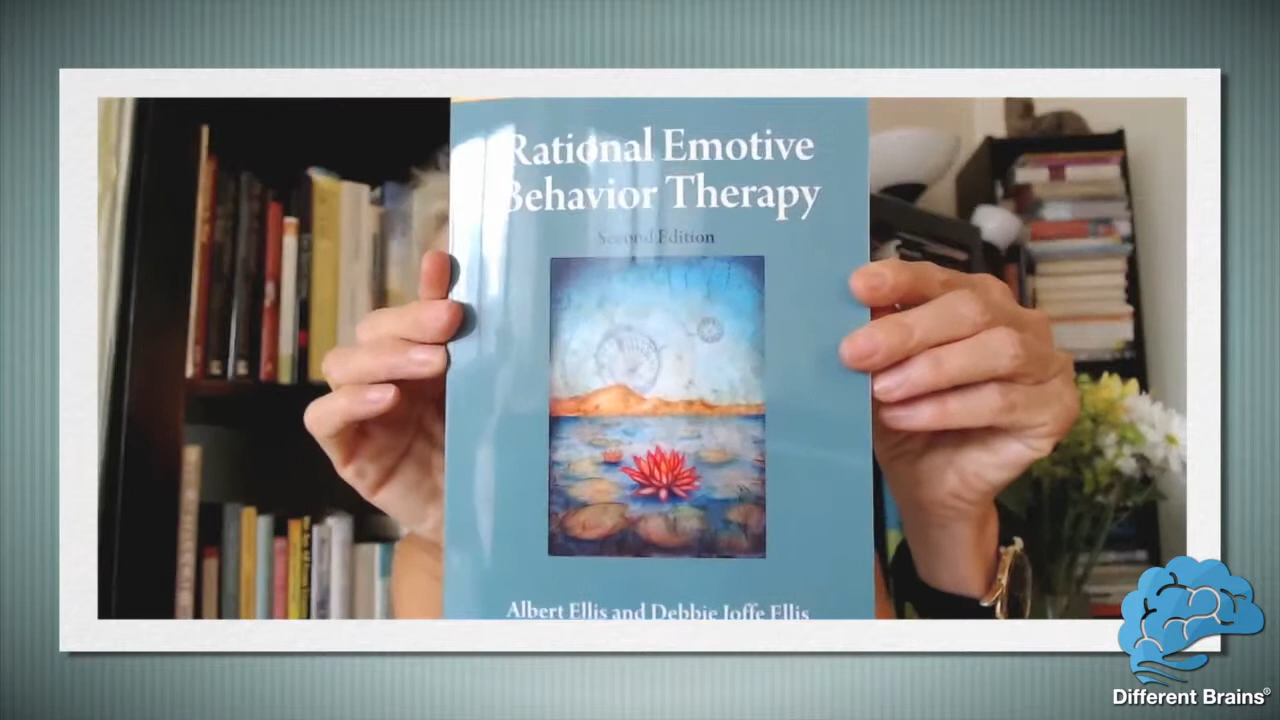 Rational Emotive
Behavior Therapy
Second Edition
Albert Ellis and Debbie Joffe Ellis
Different Brains®